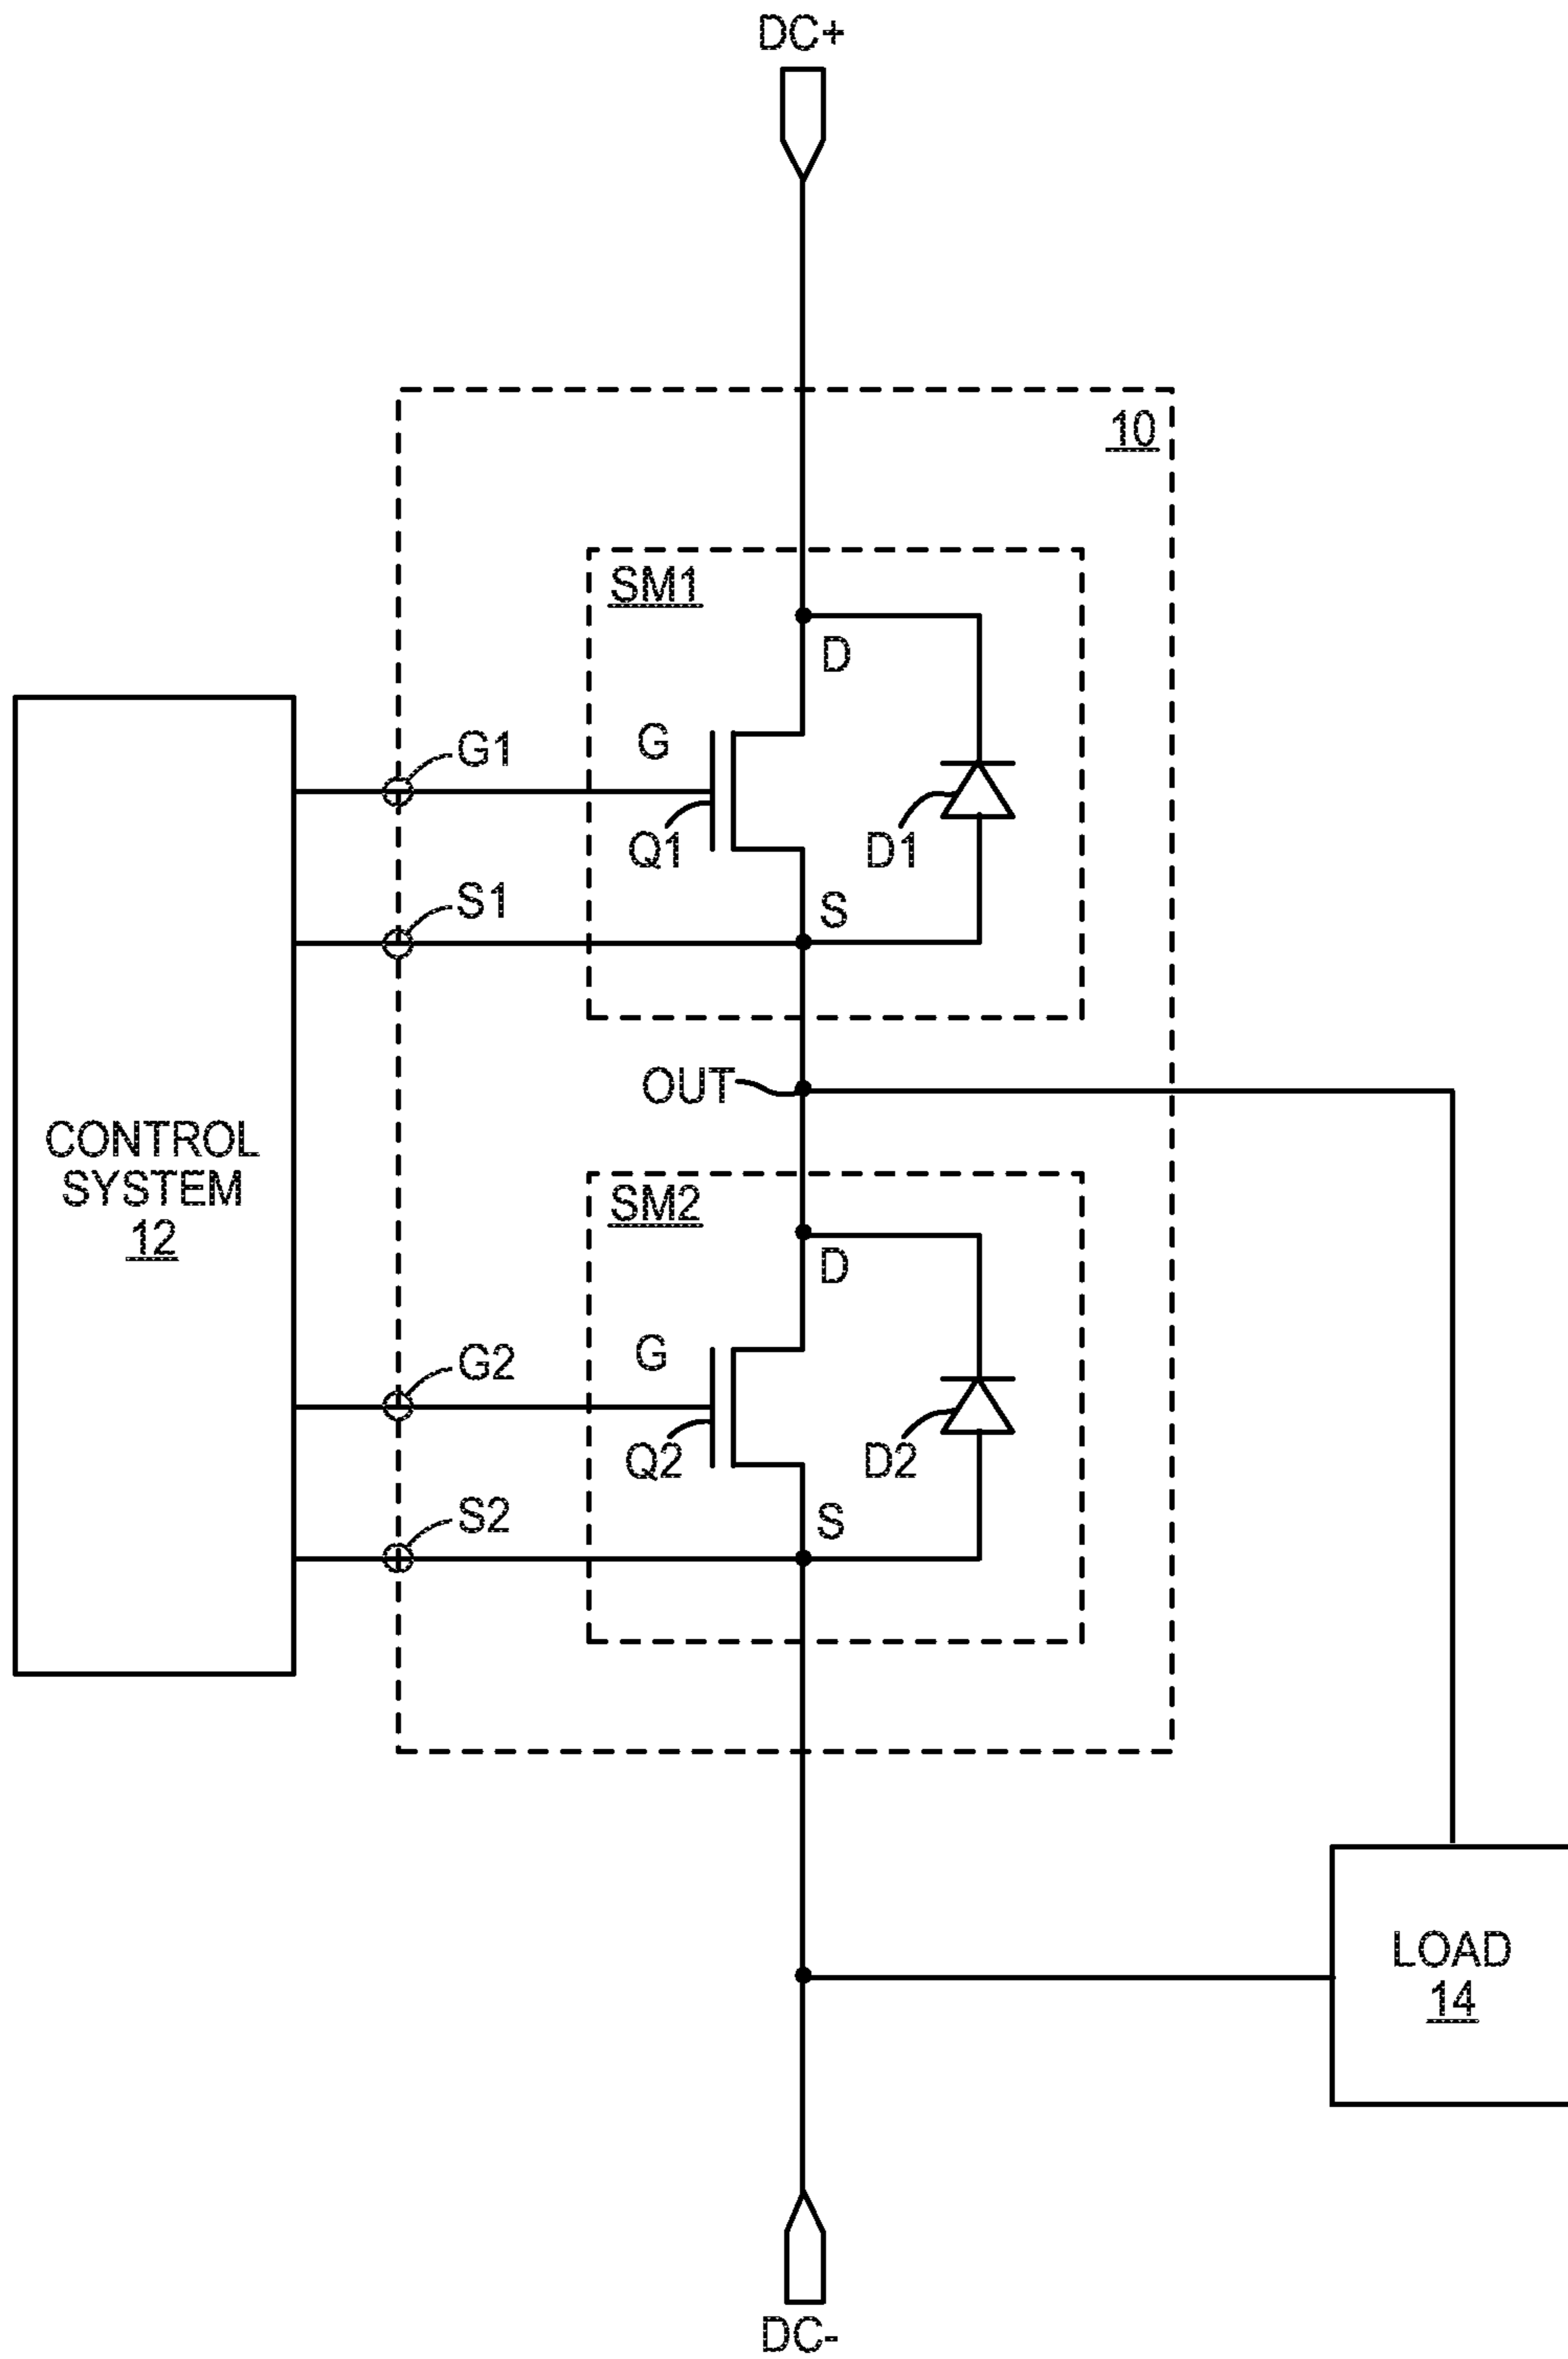 DC+
10
SM1
D
G
G1
Q1
D1
S1
S
OUT
CONTROL
SYSTEM
12
SM2
D
G
G2
Q2
D2
S2
S
LOAD
14
DC-